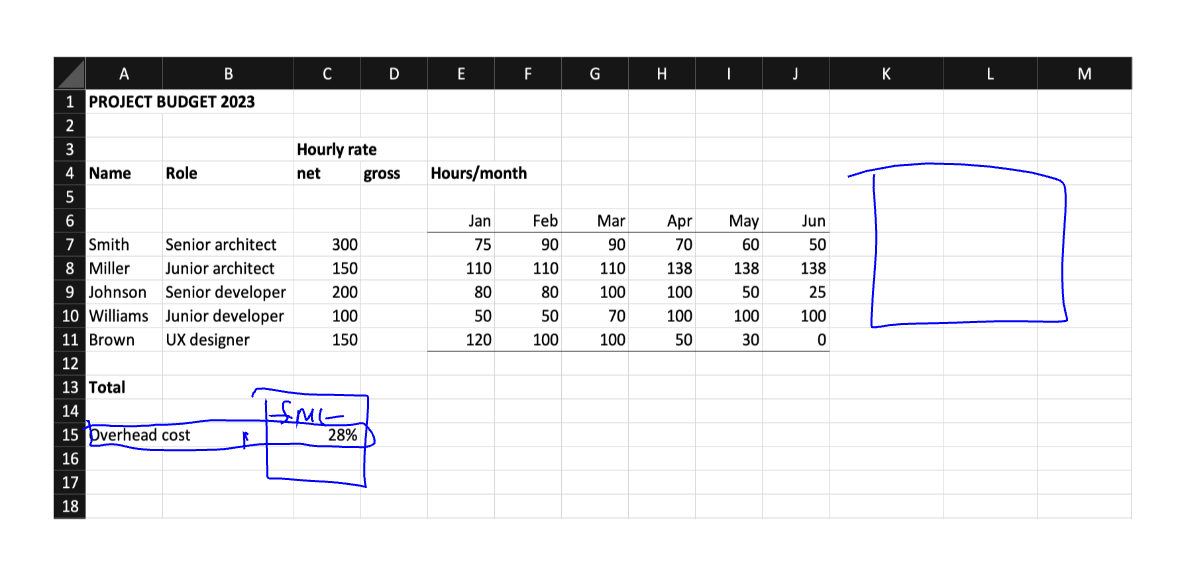 A B C D E F G H I J K L M
1 PROJECT BUDGET 2023
2
3 Hourly rate
4 Name Role net gross Hours/month
5
6 Jan Feb Mar Apr May Jun
7 Smith Senior architect 300 75 90 90 70 60 50
8 Miller Junior architect 150 110 110 110 138 138 138
9 Johnson Senior developer 200 80 80 100 100 50 25
10 Williams Junior developer 100 50 50 70 100 100 100
11 Brown UX designer 150 120 100 100 50 30 0
12
13 Total
14
15 Overhead cost 28%
16
17
18